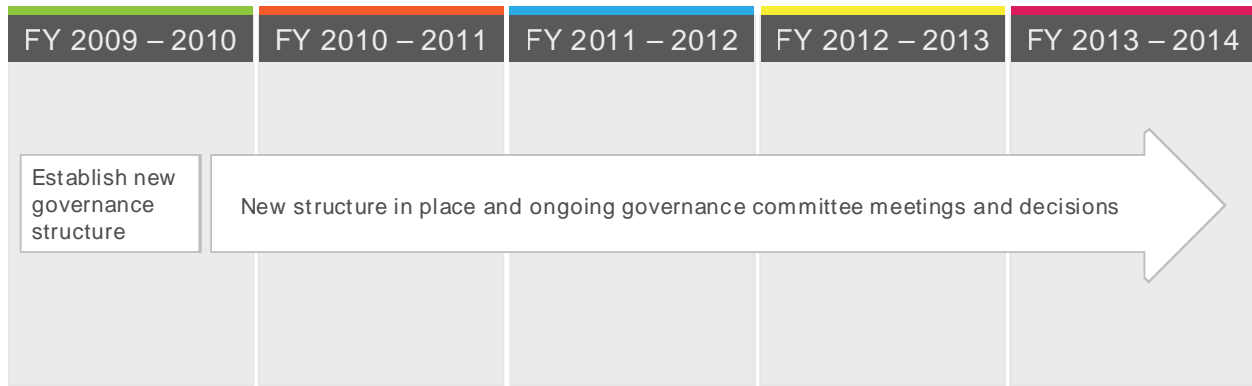 FY 2009 – 2010
FY 2010 – 2011
FY 2011 – 2012
FY 2012 – 2013
FY 2013 – 2014
Establish new
governance
structure
New structure in place and ongoing governance committee meetings and decisions